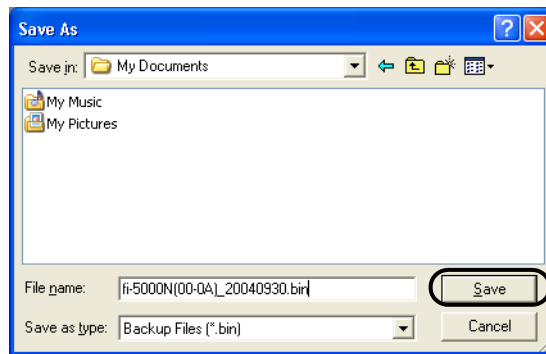 Save As
Save in: My Documents
My Music
My Pictures
File name: fi-5000N(00-0A)_20040930.bin Save
Save as type: Backup Files (*.bin) Cancel